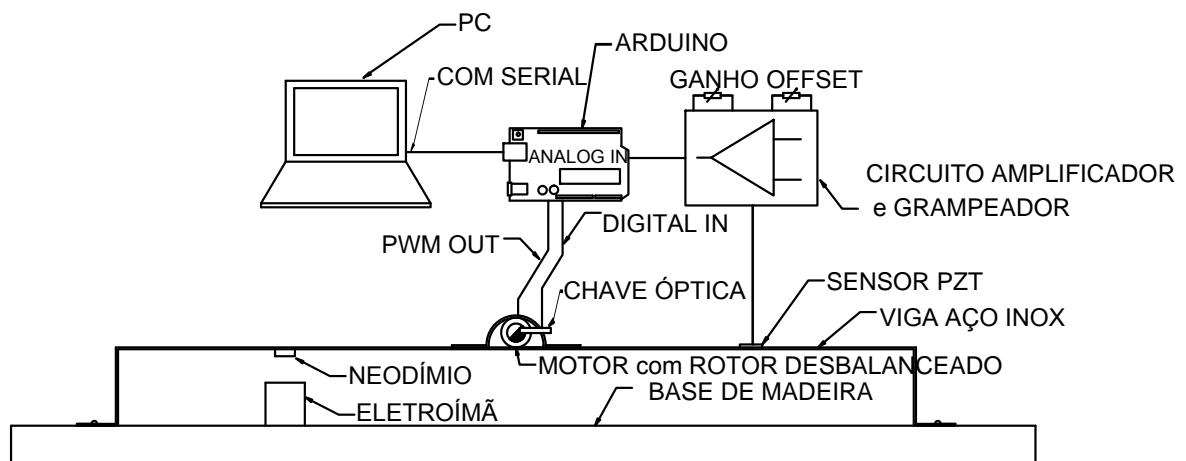 PC
ARDUINO
COM SERIAL
GANHO OFFSET
ANALOG IN
CIRCUITO AMPLIFICADOR
e GRAMPEADOR
DIGITAL IN
PWM OUT
CHAVE ÓPTICA
SENSOR PZT
VIGA AÇO INOX
MOTOR com ROTOR DESBALANCEADO
NEODÍMIO
BASE DE MADEIRA
ELETROÍMÃ